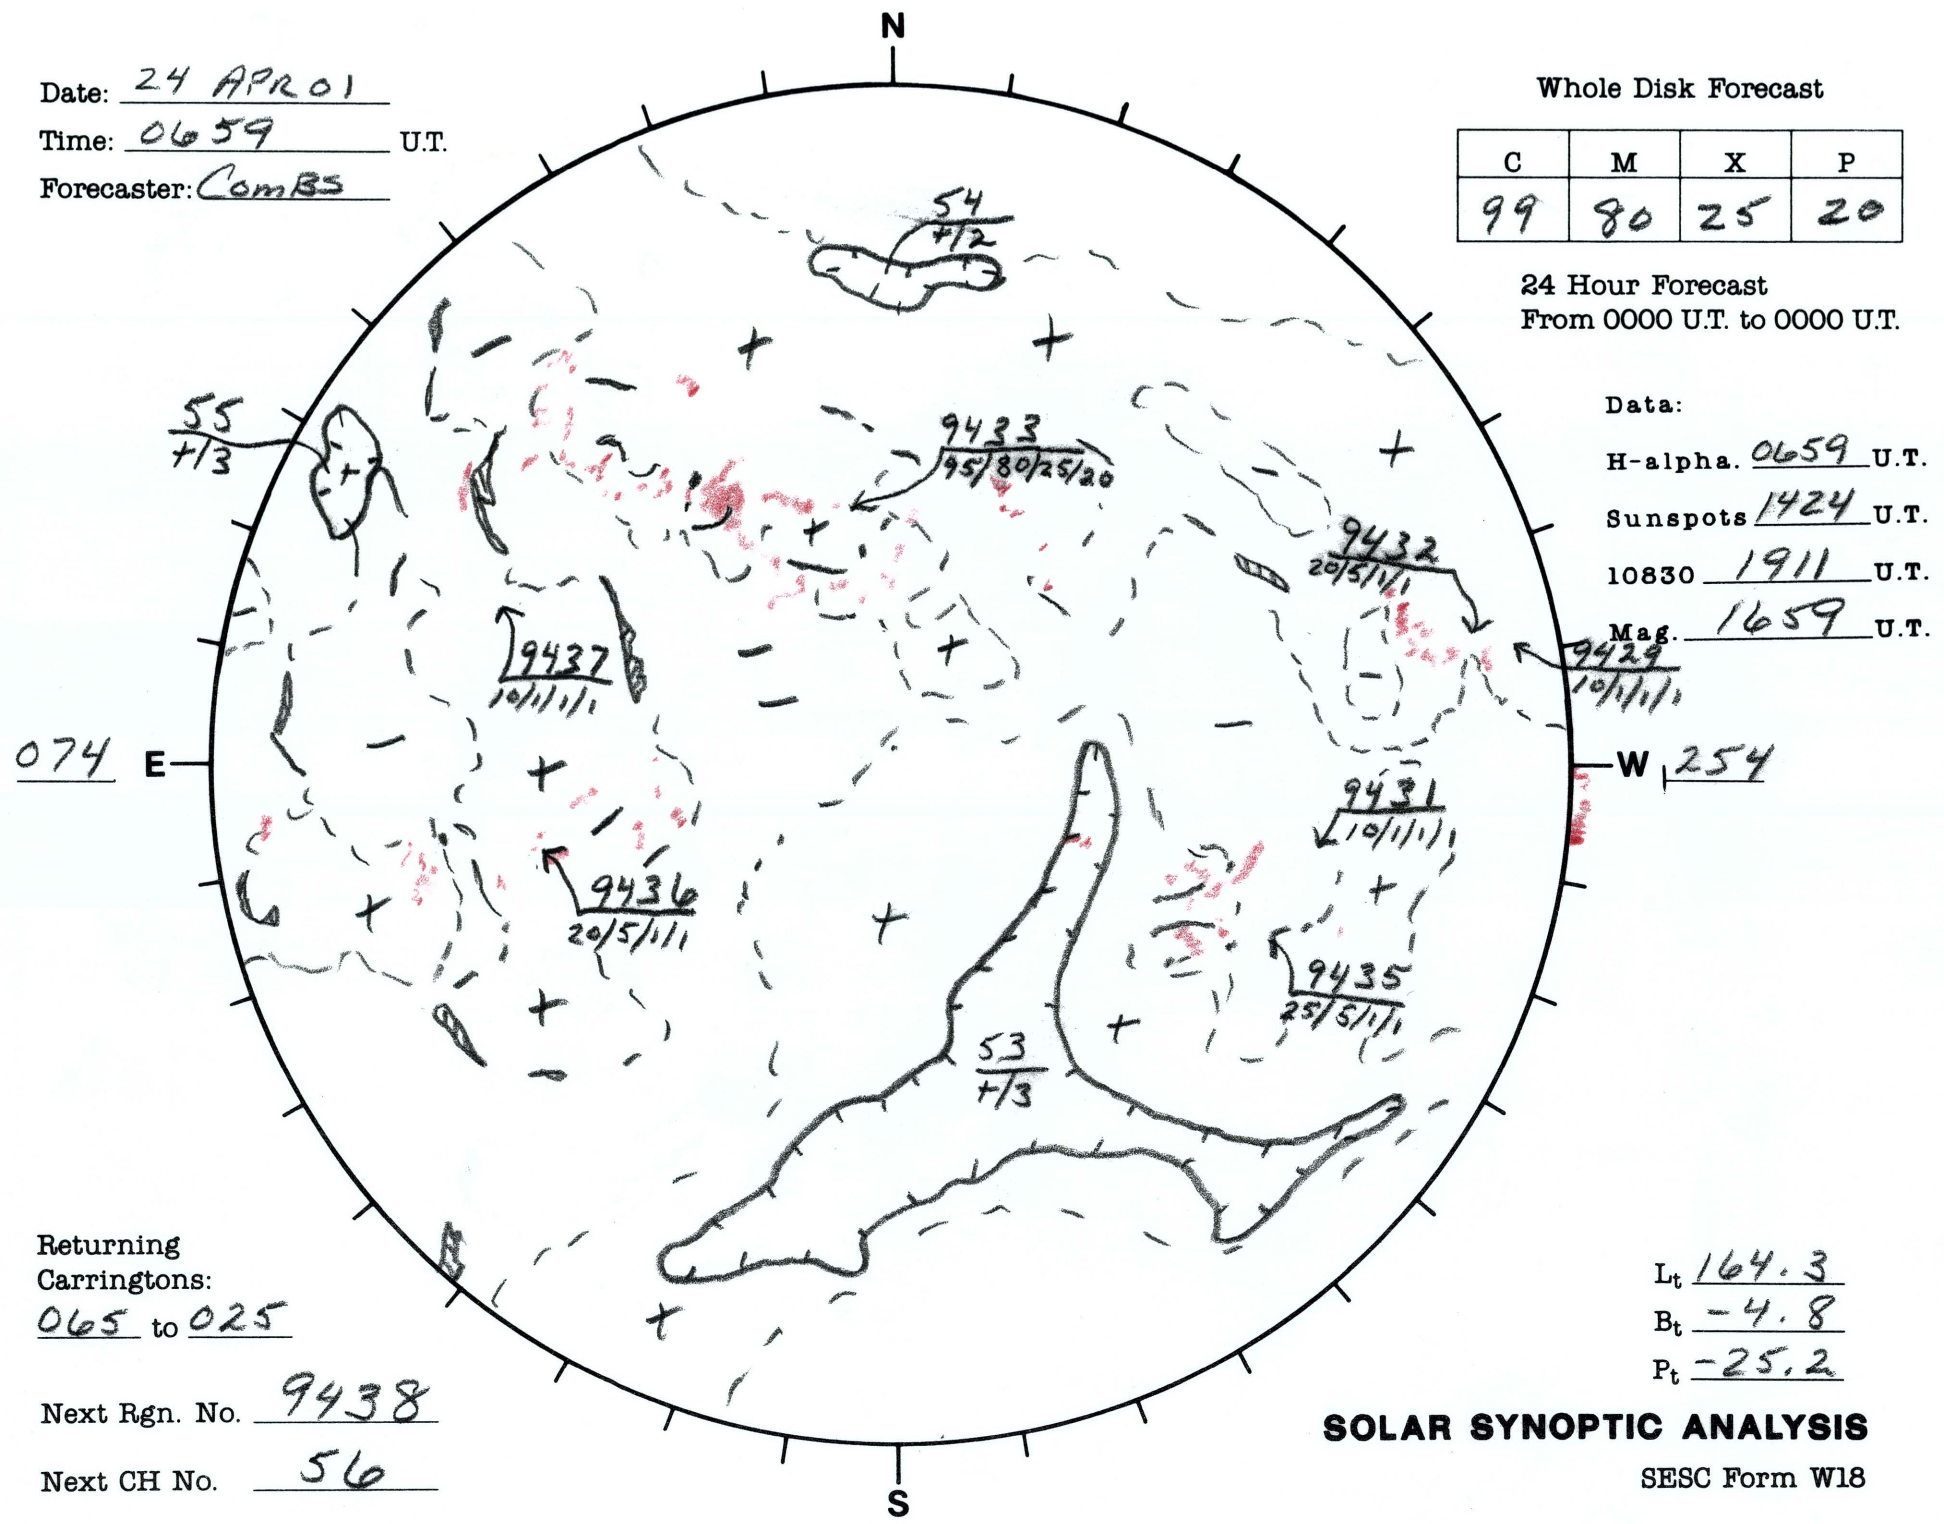 N
Date: 24 APR 01
Time: 0659 U.T.
Forecaster: COMBS
Whole Disk Forecast
C M X P
99 80 25 20
24 Hour Forecast
From 0000 U.T. to 0000 U.T.
54
+/2
55
+/3
9433
95/80/25/20
Data:
H-alpha. 0659 U.T.
Sunspots 1424 U.T.
10830 1911 U.T.
Mag. 1659 U.T.
9432
20/5/1/1
9429
10/1/1/1
9437
10/1/1/1
074 E
W 254
9431
10/1/1/1
9436
20/5/1/1
9435
25/5/1/1
53
+/3
Returning
Carringtons:
065 to 025
Next Rgn. No. 9438
Next CH No. 56
Lt 164.3
Bt -4.8
Pt -25.2
SOLAR SYNOPTIC ANALYSIS
SESC Form W18
S